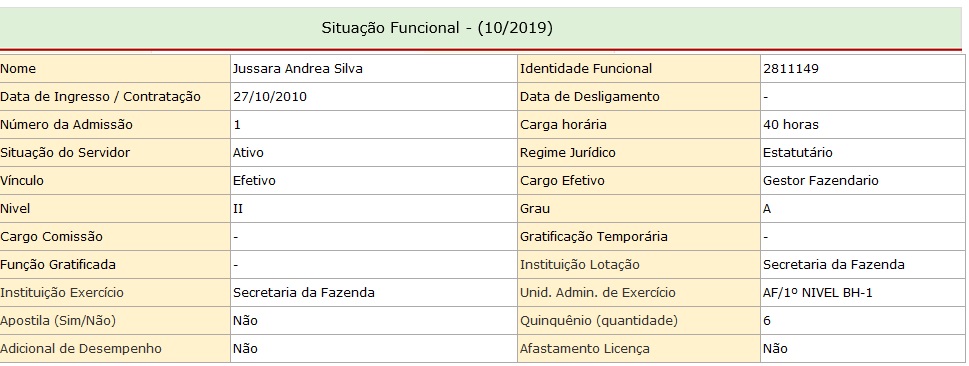 Situação Funcional - (10/2019)
Nome Jussara Andrea Silva Identidade Funcional 2811149
Data de Ingresso / Contratação 27/10/2010 Data de Desligamento -
Número da Admissão 1 Carga horária 40 horas
Situação do Servidor Ativo Regime Jurídico Estatutário
Vínculo Efetivo Cargo Efetivo Gestor Fazendario
Nivel II Grau A
Cargo Comissão - Gratificação Temporária -
Função Gratificada - Instituição Lotação Secretaria da Fazenda
Instituição Exercício Secretaria da Fazenda Unid. Admin. de Exercício AF/1º NIVEL BH-1
Apostila (Sim/Não) Não Quinquênio (quantidade) 6
Adicional de Desempenho Não Afastamento Licença Não